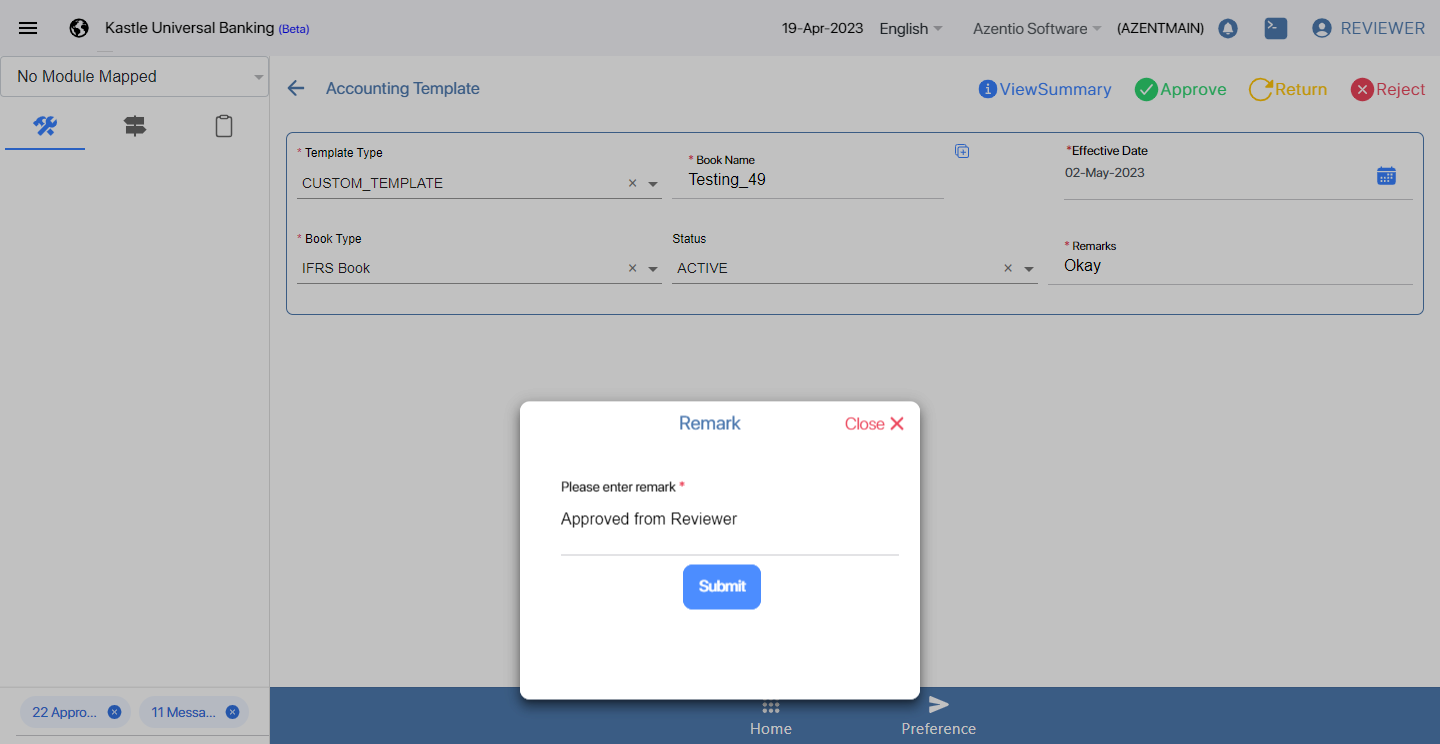 Kastle Universal Banking (Beta)
19-Apr-2023 English Azentio Software (AZENTMAIN) REVIEWER
No Module Mapped
Accounting Template
ViewSummary Approve Return Reject
* Template Type
CUSTOM_TEMPLATE
* Book Name
Testing_49
*Effective Date
02-May-2023
* Book Type
IFRS Book
Status
ACTIVE
* Remarks
Okay
Remark
Close
Please enter remark *
Approved from Reviewer
Submit
22 Appro... 11 Messa...
Home Preference